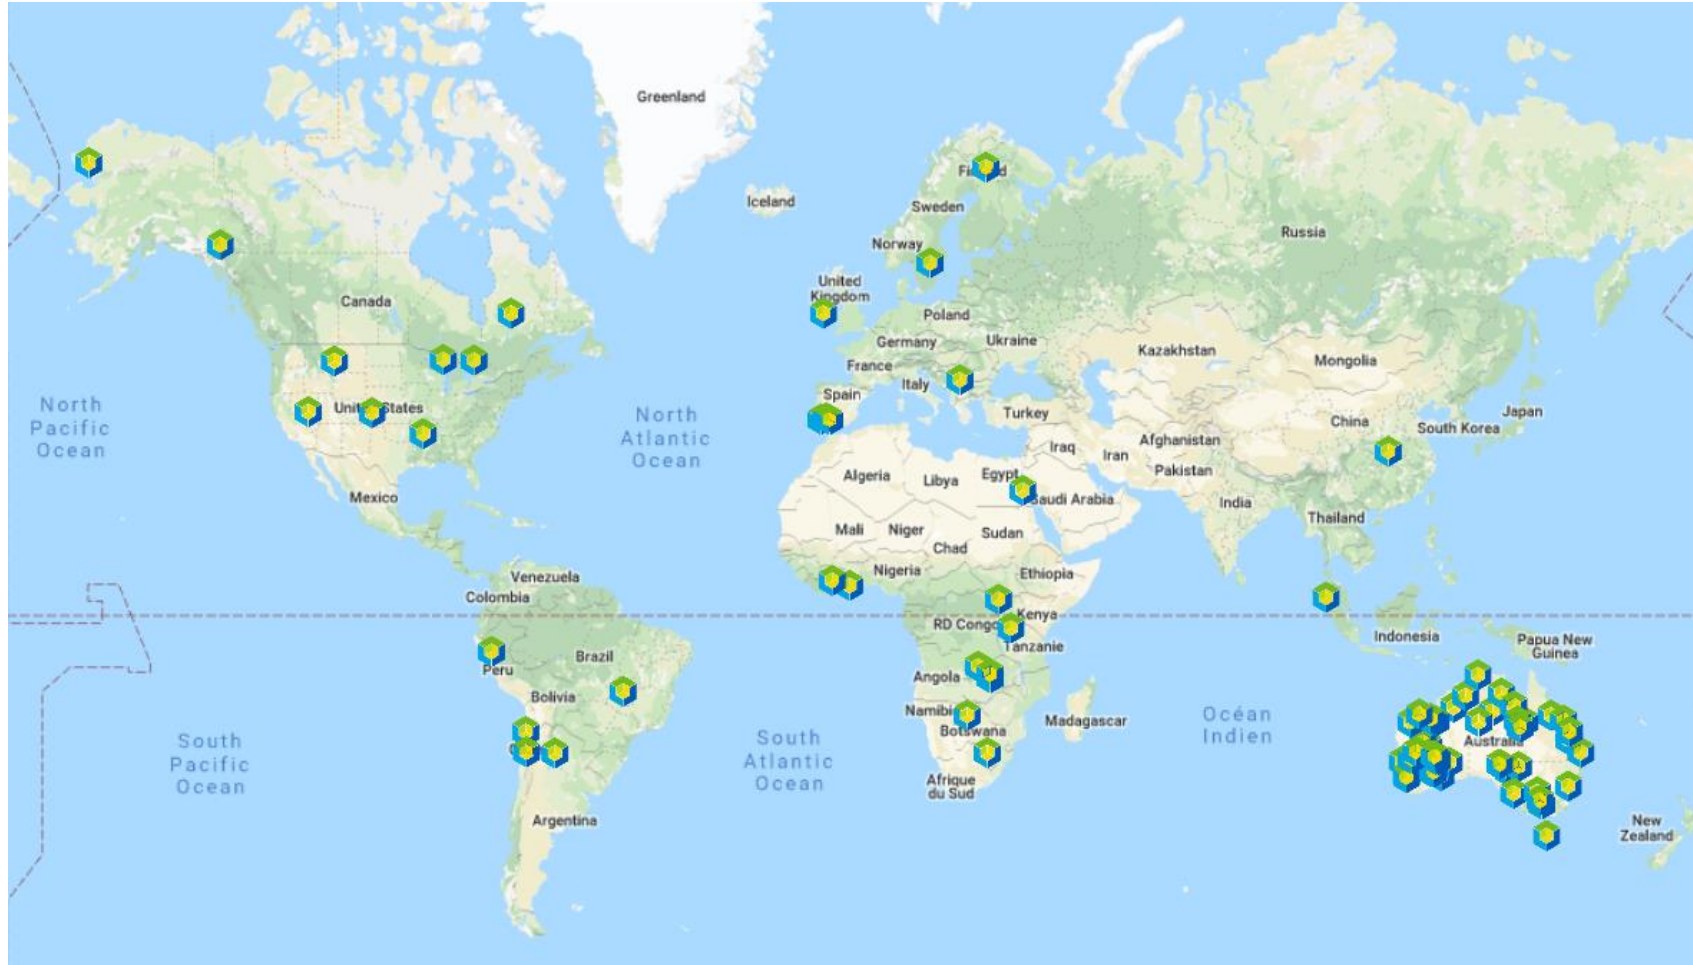 Greenland
Iceland
Sweden
Norway
Russia
United
Kingdom
Canada
Poland
Germany
Ukraine
France
Kazakhstan
Mongolia
Italy
Spain
North
Pacific
Ocean
North
Atlantic
Ocean
Turkey
China
Japan
South Korea
Iraq
Iran
Afghanistan
Pakistan
Algeria
Libya
Egypt
Saudi Arabia
India
Mexico
Thailand
Mali
Niger
Sudan
Chad
Nigeria
Ethiopia
Venezuela
Colombia
Kenya
RD Congo
Tanzanie
Indonesia
Papua New
Guinea
Peru
Brazil
Bolivia
Angola
Botswana
Madagascar
Océan
Indien
South
Pacific
Ocean
South
Atlantic
Ocean
Australia
Afrique
du Sud
Argentina
New
Zealand